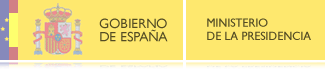 GOBIERNO
DE ESPAÑA
MINISTERIO
DE LA PRESIDENCIA